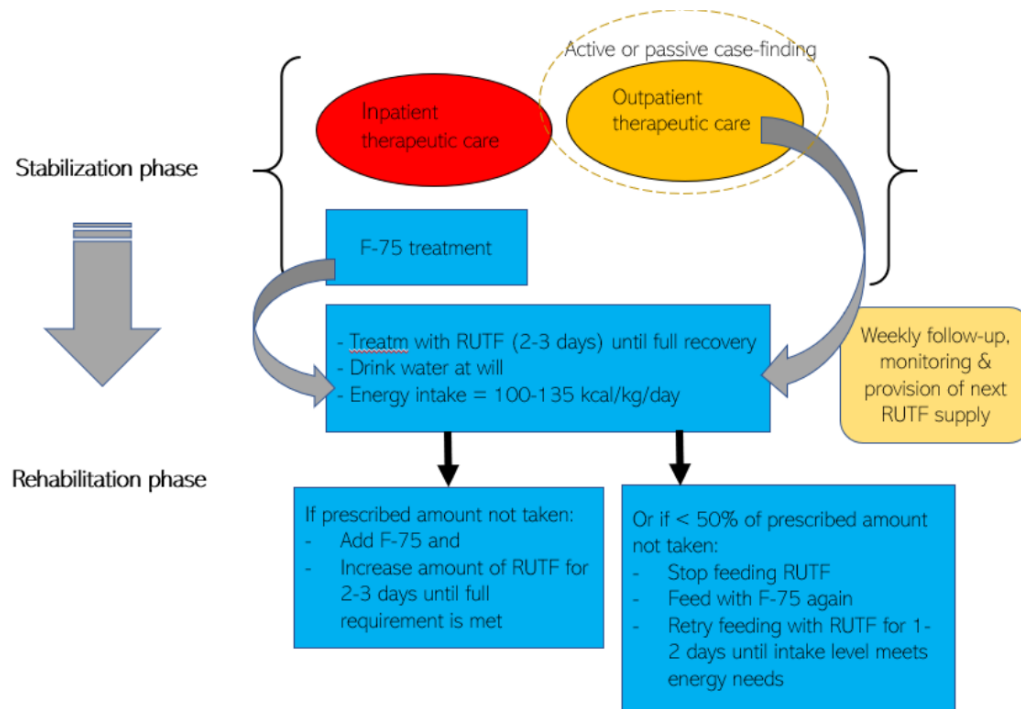 Active or passive case-finding
Inpatient
therapeutic care
Outpatient
therapeutic care
Stabilization phase
F-75 treatment
- Treatm with RUTF (2-3 days) until full recovery
- Drink water at will
- Energy intake = 100-135 kcal/kg/day
Weekly follow-up,
monitoring &
provision of next
RUTF supply
Rehabilitation phase
If prescribed amount not taken:
- Add F-75 and
- Increase amount of RUTF for
2-3 days until full
requirement is met
Or if < 50% of prescribed amount
not taken:
- Stop feeding RUTF
- Feed with F-75 again
- Retry feeding with RUTF for 1-
2 days until intake level meets
energy needs